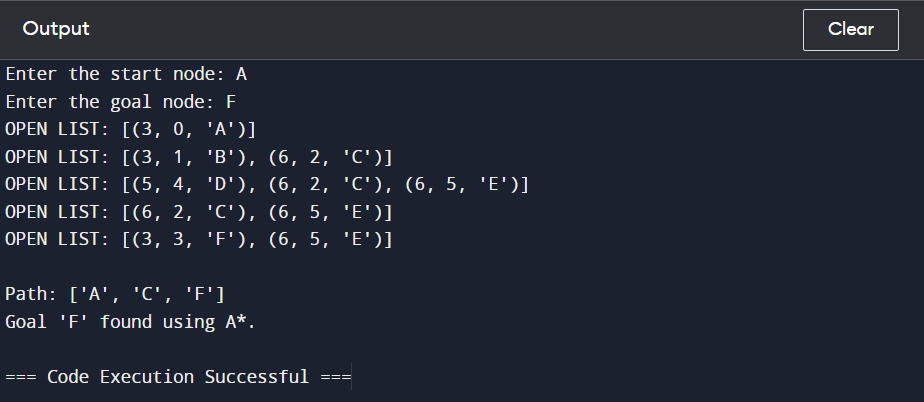 Output
Clear
Enter the start node: A
Enter the goal node: F
OPEN LIST: [(3, 0, 'A')]
OPEN LIST: [(3, 1, 'B'), (6, 2, 'C')]
OPEN LIST: [(5, 4, 'D'), (6, 2, 'C'), (6, 5, 'E')]
OPEN LIST: [(6, 2, 'C'), (6, 5, 'E')]
OPEN LIST: [(3, 3, 'F'), (6, 5, 'E')]
Path: ['A', 'C', 'F']
Goal 'F' found using A*.
=== Code Execution Successful ===